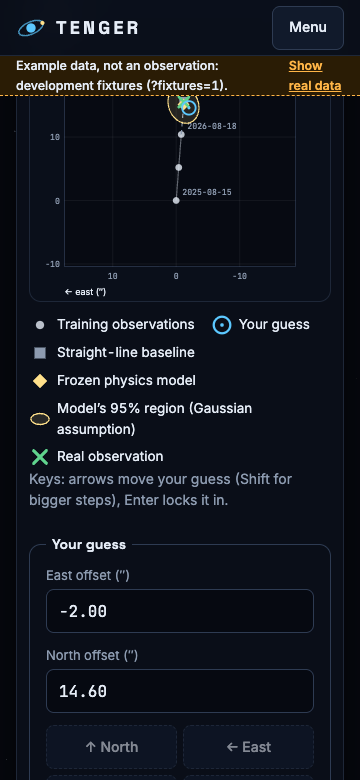 TENGER
Menu
Example data, not an observation:
development fixtures (?fixtures=1).
Show
real data
2026-08-18
10
2025-08-15
0
-10
10
0
-10
← east (″)
Training observations
Your guess
Straight-line baseline
Frozen physics model
Model's 95% region (Gaussian
assumption)
Real observation
Keys: arrows move your guess (Shift for
bigger steps), Enter locks it in.
Your guess
East offset (″)
-2.00
North offset (″)
14.60
↑ North
← East